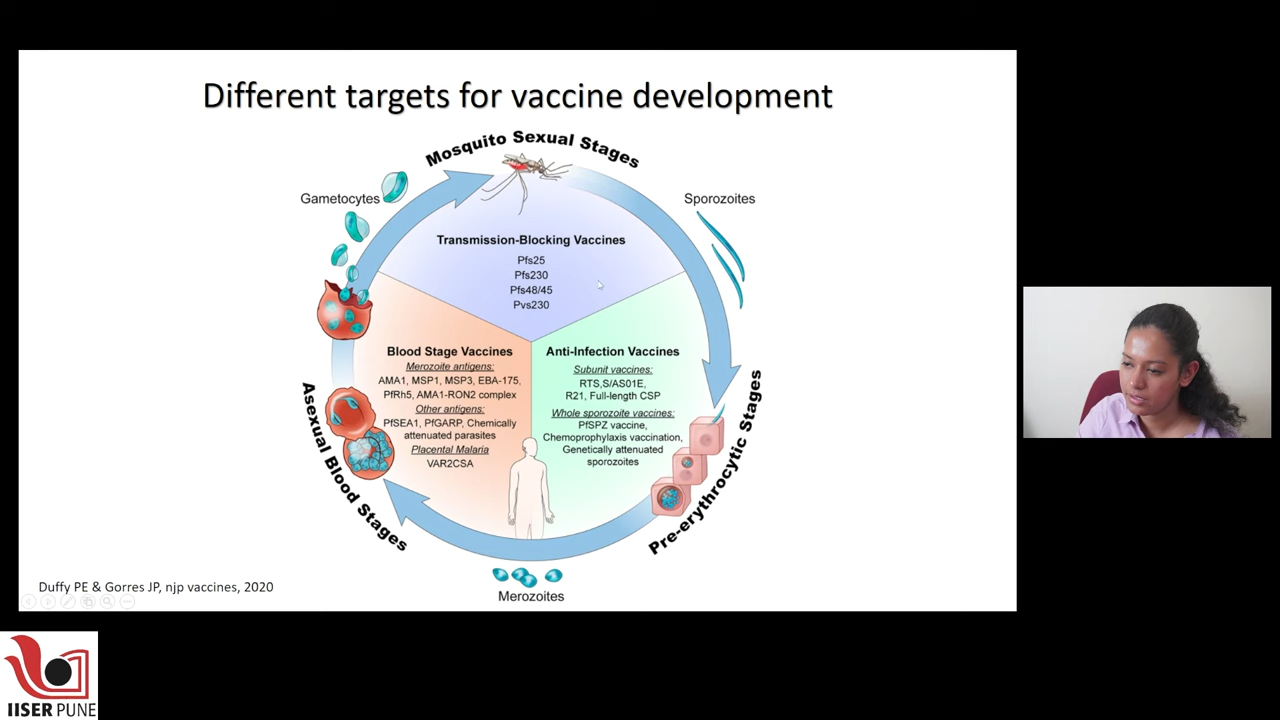 Different targets for vaccine development
Mosquito Sexual Stages
Gametocytes
Sporozoites
Transmission-Blocking Vaccines
Pfs25
Pfs230
Pfs48/45
Pvs230
Blood Stage Vaccines
Merozoite antigens:
AMA1, MSP1, MSP3, EBA-175,
PfRh5, AMA1-RON2 complex
Other antigens:
PfSEA1, PfGARP, Chemically
attenuated parasites
Placental Malaria
VAR2CSA
Anti-Infection Vaccines
Subunit vaccines:
RTS,S/AS01E,
R21, Full-length CSP
Whole sporozoite vaccines:
PfSPZ vaccine,
Chemoprophylaxis vaccination,
Genetically attenuated
sporozoites
Asexual Blood Stages
Pre-erythrocytic Stages
Merozoites
Duffy PE & Gorres JP, njp vaccines, 2020
IISER PUNE